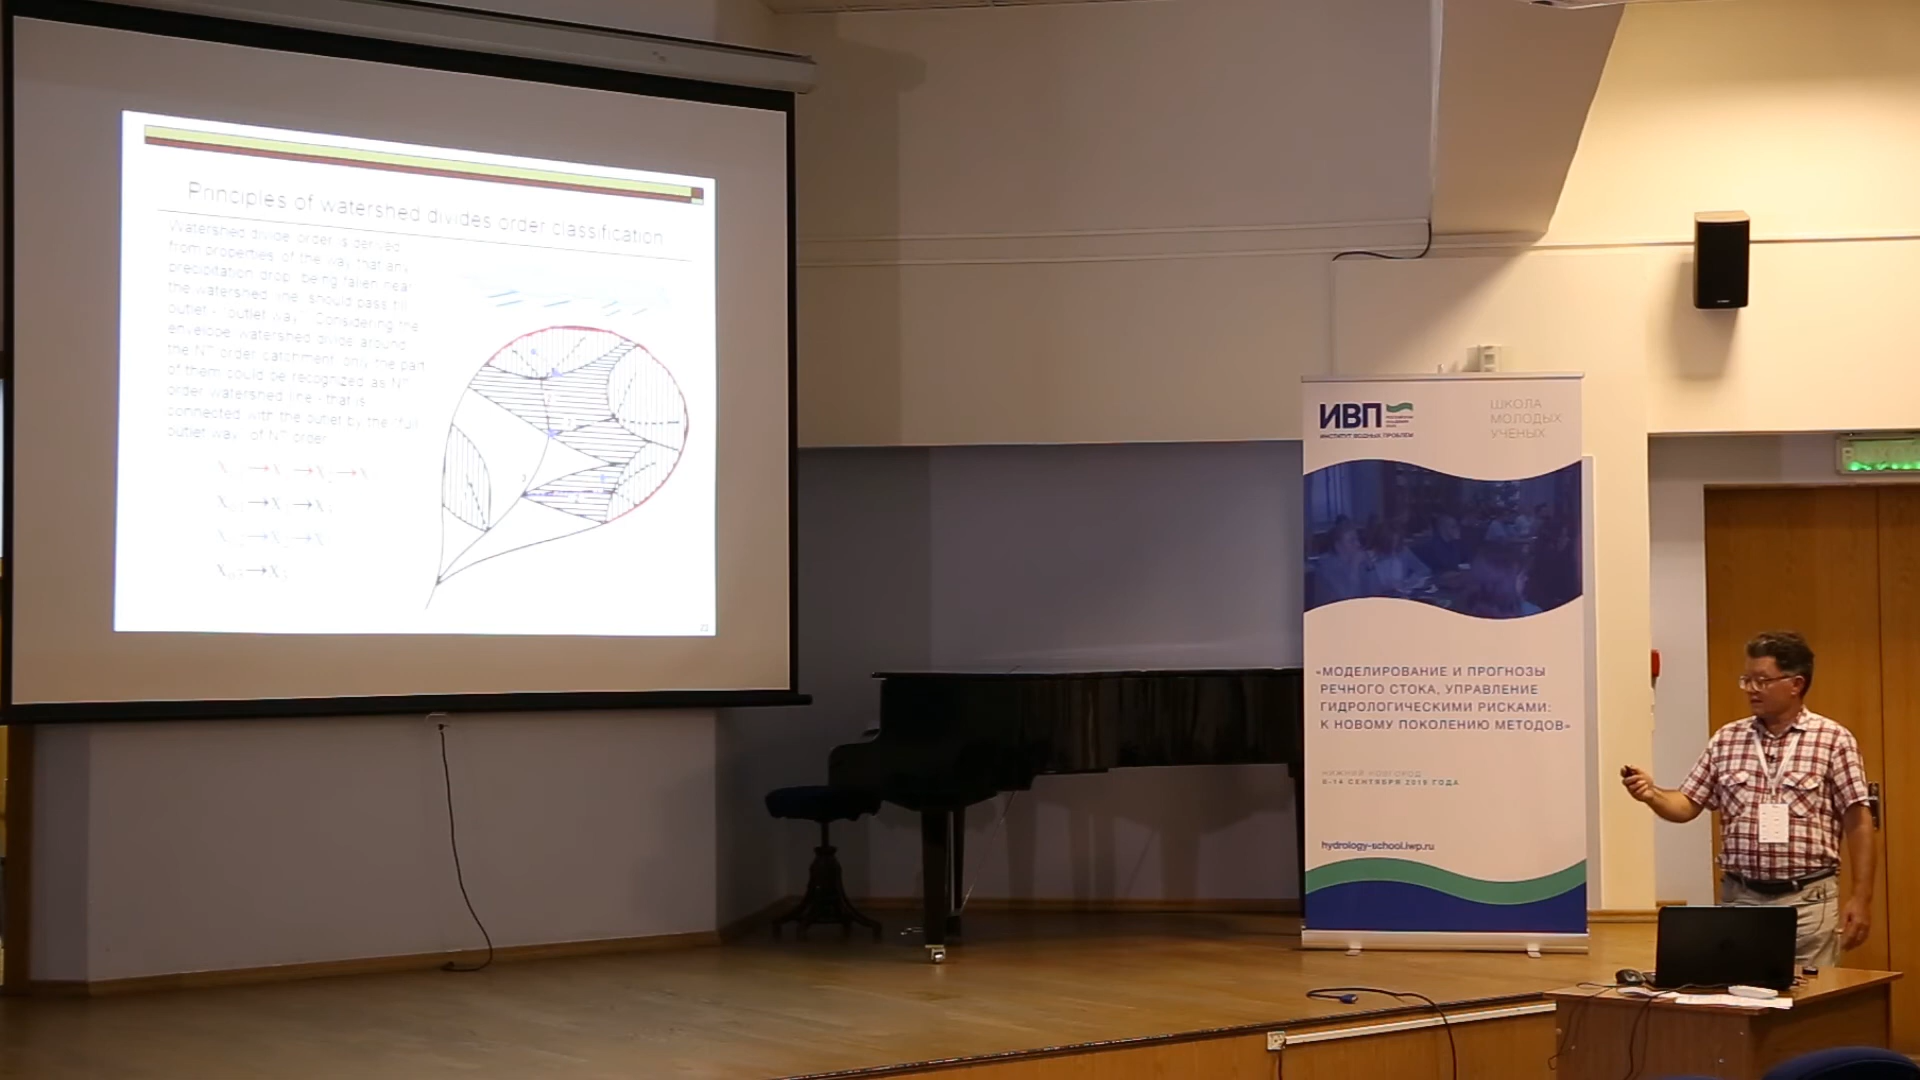 Principles of watershed divides order classification
Watershed divide order is derived
from properties of the way that any
precipitation drop, being fallen near
the watershed line, should pass till
outlet - "outlet way". Considering the
envelope watershed divide around
the Nᵗʰ order catchment, only the part
of them could be recognized as Nᵗʰ
order watershed line - that is
connected with the outlet by the "full
outlet way" of Nᵗʰ order
23
ИВП
ИНСТИТУТ ВОДНЫХ ПРОБЛЕМ
ШКОЛА
МОЛОДЫХ
УЧЕНЫХ
«МОДЕЛИРОВАНИЕ И ПРОГНОЗЫ
РЕЧНОГО СТОКА, УПРАВЛЕНИЕ
ГИДРОЛОГИЧЕСКИМИ РИСКАМИ:
К НОВОМУ ПОКОЛЕНИЮ МЕТОДОВ»
НИЖНИЙ НОВГОРОД
СЕНТЯБРЯ 2019 ГОДА
hydrology-school.iwp.ru